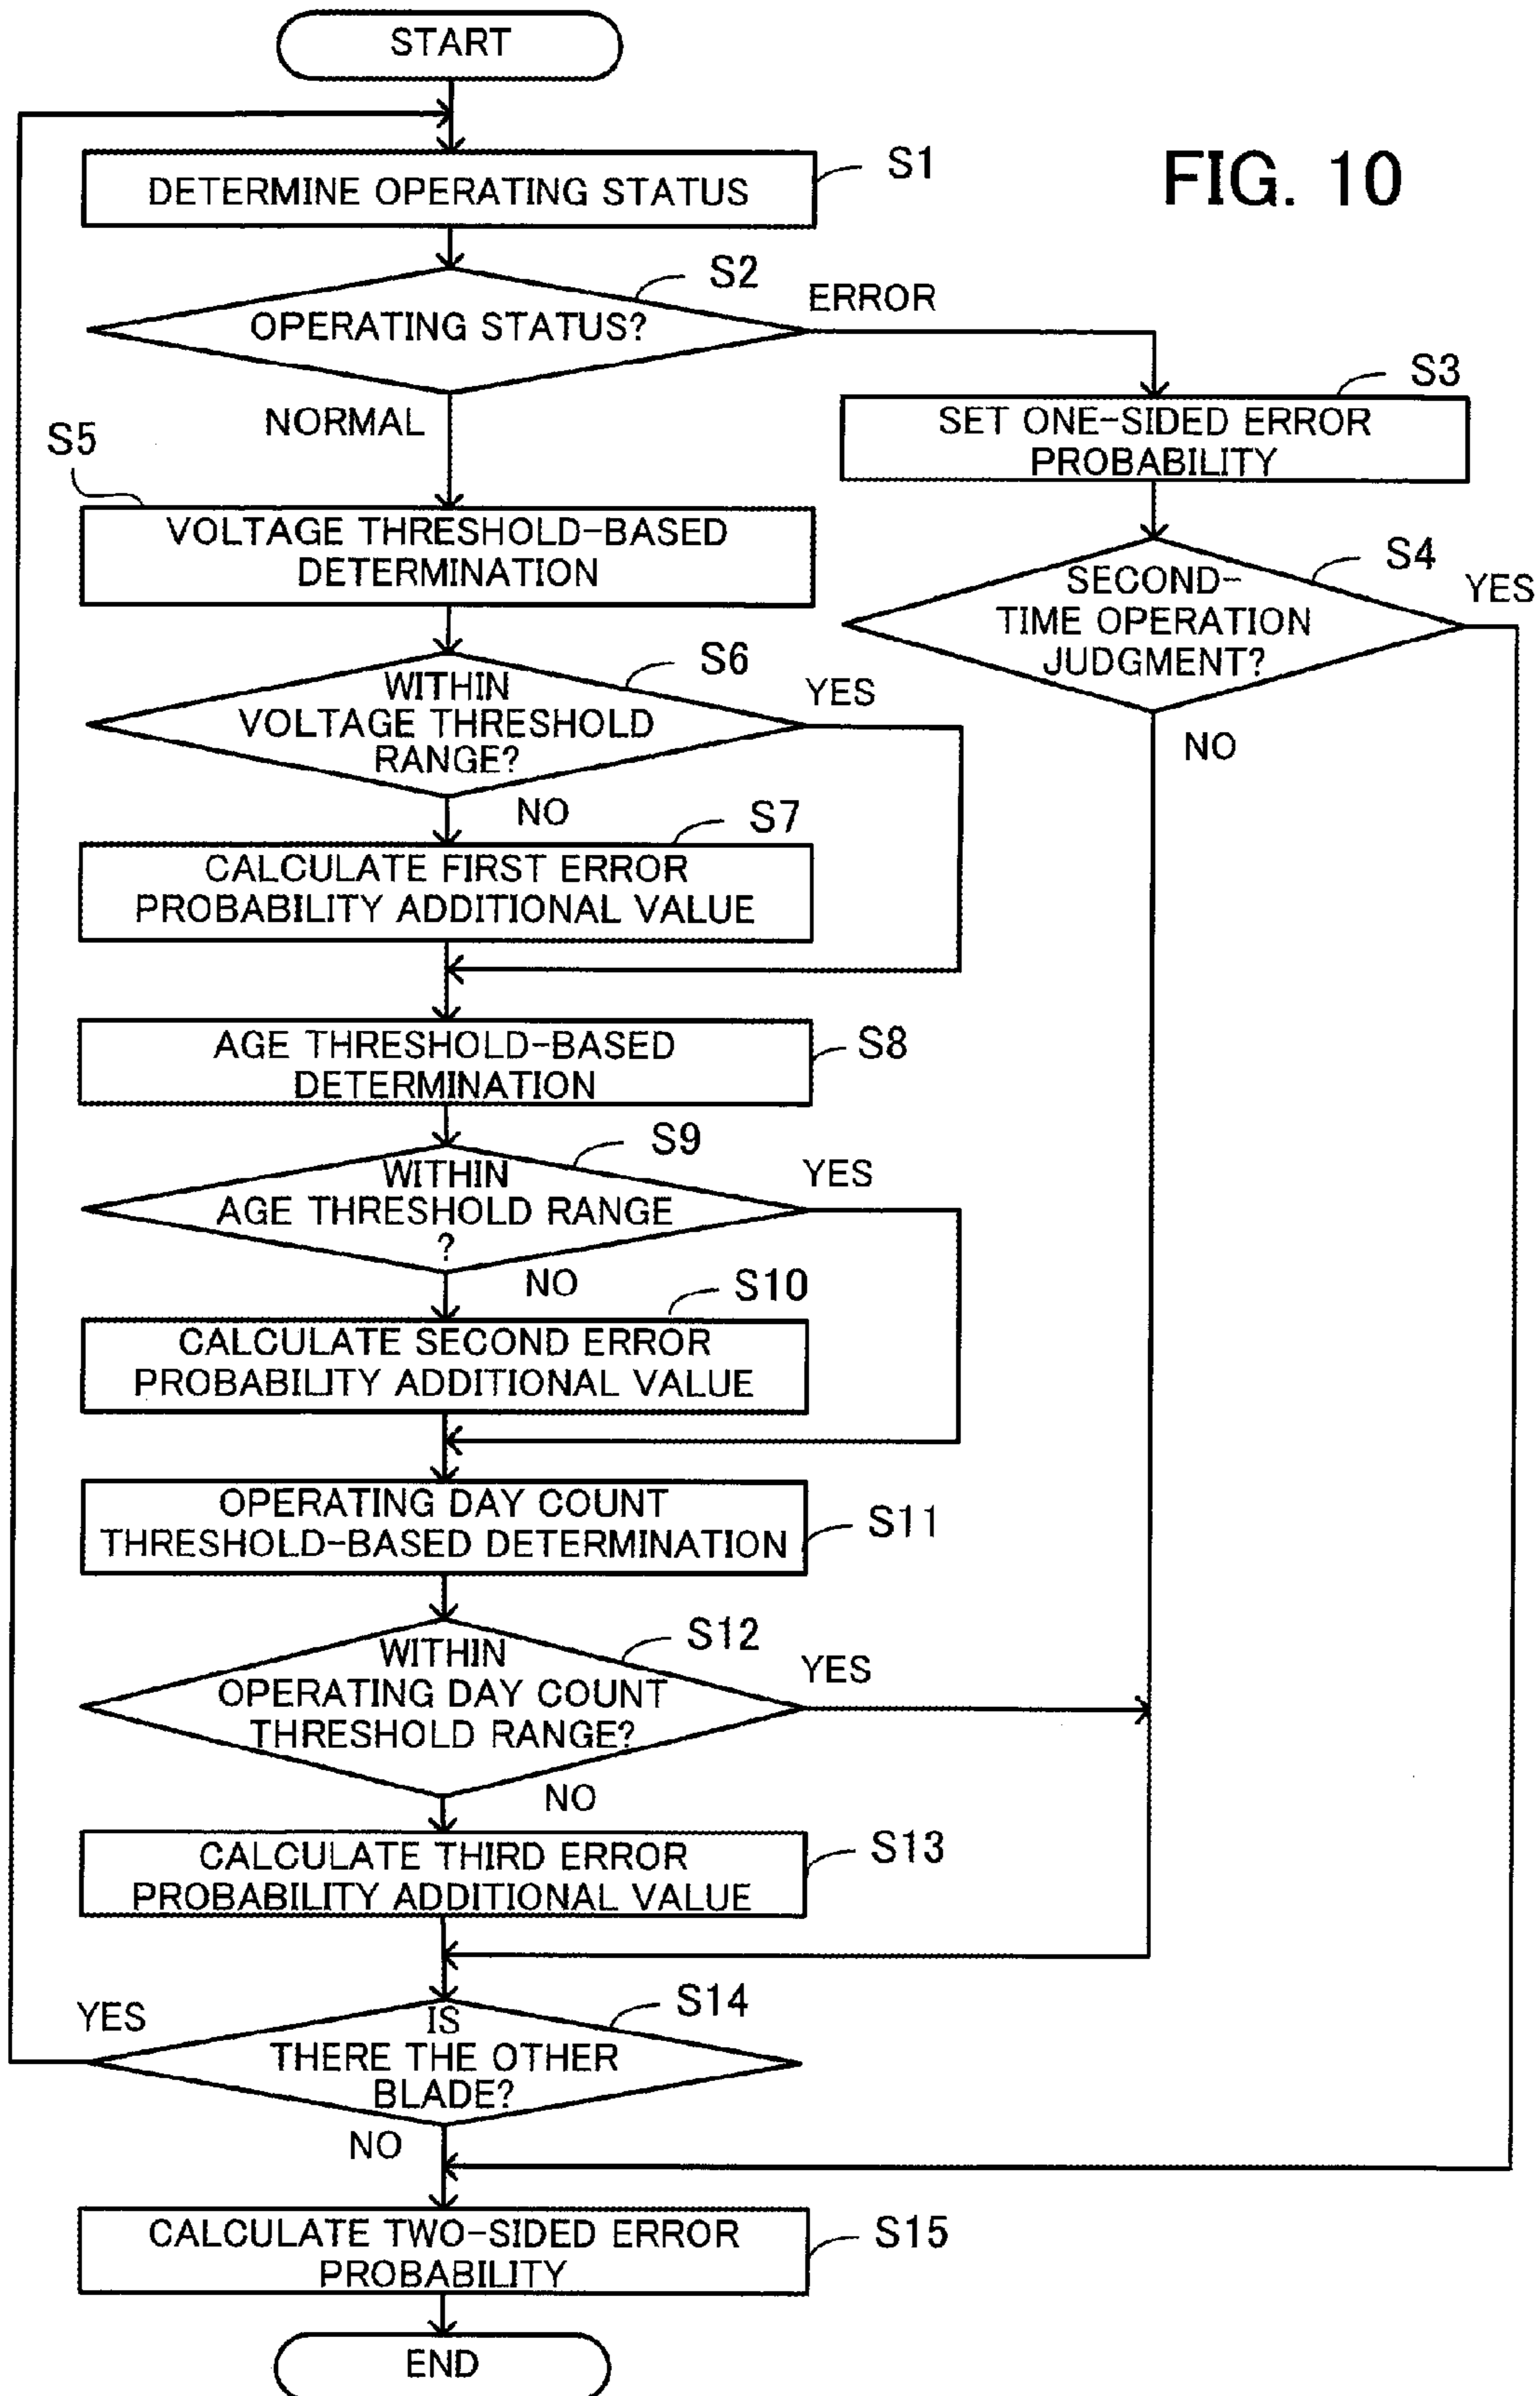 START
FIG. 10
S1
DETERMINE OPERATING STATUS
S2
OPERATING STATUS?
ERROR
NORMAL
S3
SET ONE-SIDED ERROR
PROBABILITY
S4
SECOND-
TIME OPERATION
JUDGMENT?
YES
NO
S5
VOLTAGE THRESHOLD-BASED
DETERMINATION
S6
WITHIN
VOLTAGE THRESHOLD
RANGE?
YES
NO
S7
CALCULATE FIRST ERROR
PROBABILITY ADDITIONAL VALUE
AGE THRESHOLD-BASED
DETERMINATION
S8
S9
WITHIN
AGE THRESHOLD RANGE
?
YES
NO
S10
CALCULATE SECOND ERROR
PROBABILITY ADDITIONAL VALUE
OPERATING DAY COUNT
THRESHOLD-BASED DETERMINATION
S11
S12
WITHIN
OPERATING DAY COUNT
THRESHOLD RANGE?
YES
NO
CALCULATE THIRD ERROR
PROBABILITY ADDITIONAL VALUE
S13
S14
YES
IS
THERE THE OTHER
BLADE?
NO
CALCULATE TWO-SIDED ERROR
PROBABILITY
S15
END